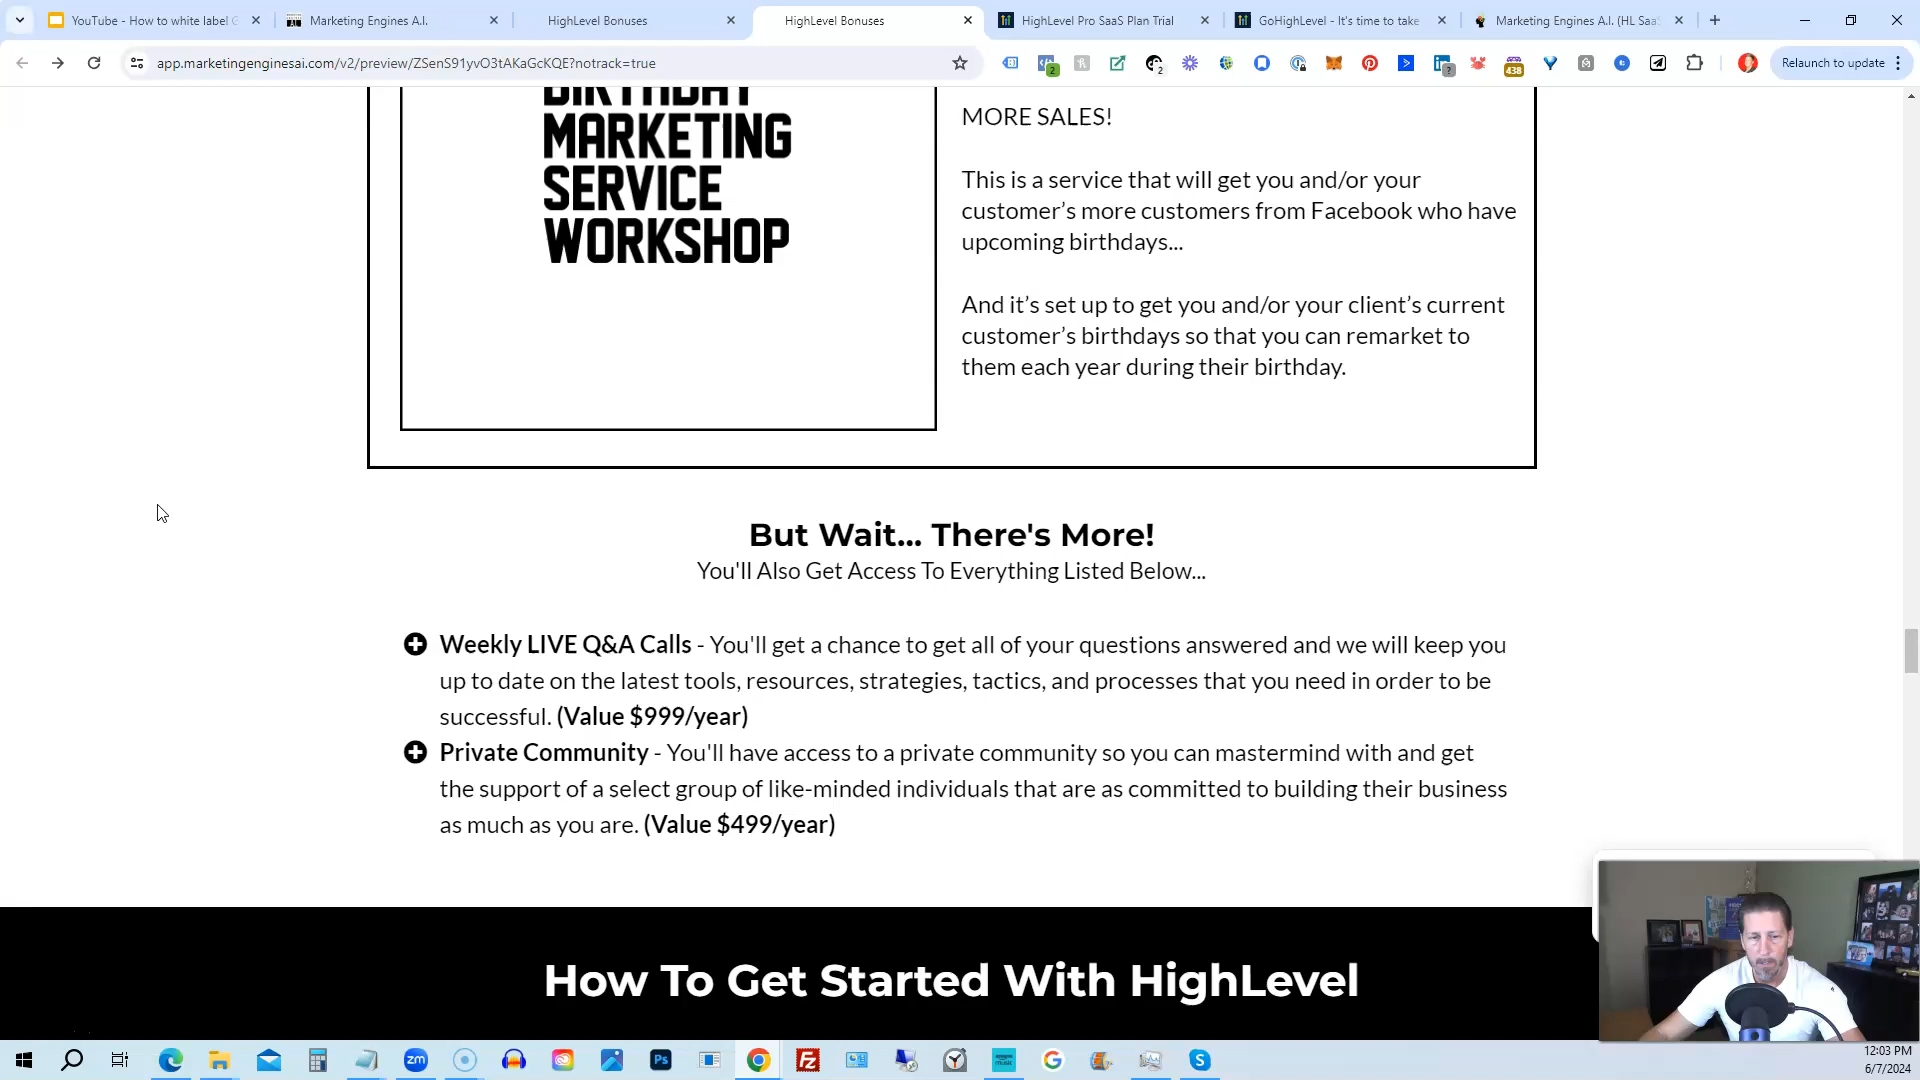 YouTube - How to white label G
Marketing Engines A.I.
HighLevel Bonuses
HighLevel Bonuses
HighLevel Pro SaaS Plan Trial
GoHighLevel - It's time to take
Marketing Engines A.I. (HL SaaS
app.marketingenginesai.com/v2/preview/ZSenS91yvO3tAKaGcKQE?notrack=true
2
2
?
438
Relaunch to update
BIRTHDAY
MARKETING
SERVICE
WORKSHOP
MORE SALES!
This is a service that will get you and/or your
customer’s more customers from Facebook who have
upcoming birthdays...
And it’s set up to get you and/or your client’s current
customer’s birthdays so that you can remarket to
them each year during their birthday.
But Wait... There's More!
You'll Also Get Access To Everything Listed Below...
Weekly LIVE Q&A Calls - You'll get a chance to get all of your questions answered and we will keep you
up to date on the latest tools, resources, strategies, tactics, and processes that you need in order to be
successful. (Value $999/year)
Private Community - You'll have access to a private community so you can mastermind with and get
the support of a select group of like-minded individuals that are as committed to building their business
as much as you are. (Value $499/year)
How To Get Started With HighLevel
zm
Ps
Fz
amazon
music
G
S
12:03 PM
6/7/2024